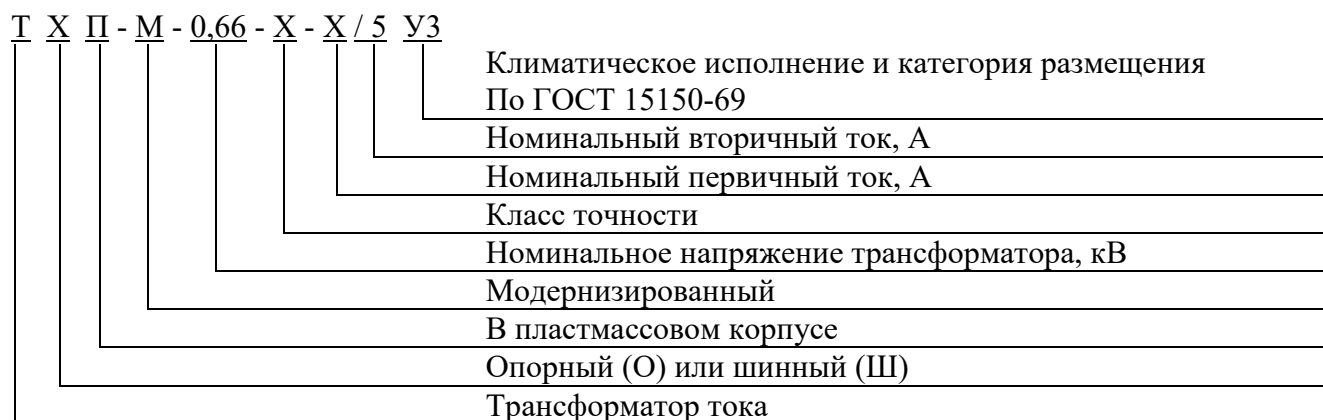 Т Х П - М - 0,66 - Х - Х / 5 У3
Климатическое исполнение и категория размещения
По ГОСТ 15150-69
Номинальный вторичный ток, А
Номинальный первичный ток, А
Класс точности
Номинальное напряжение трансформатора, кВ
Модернизированный
В пластмассовом корпусе
Опорный (О) или шинный (Ш)
Трансформатор тока